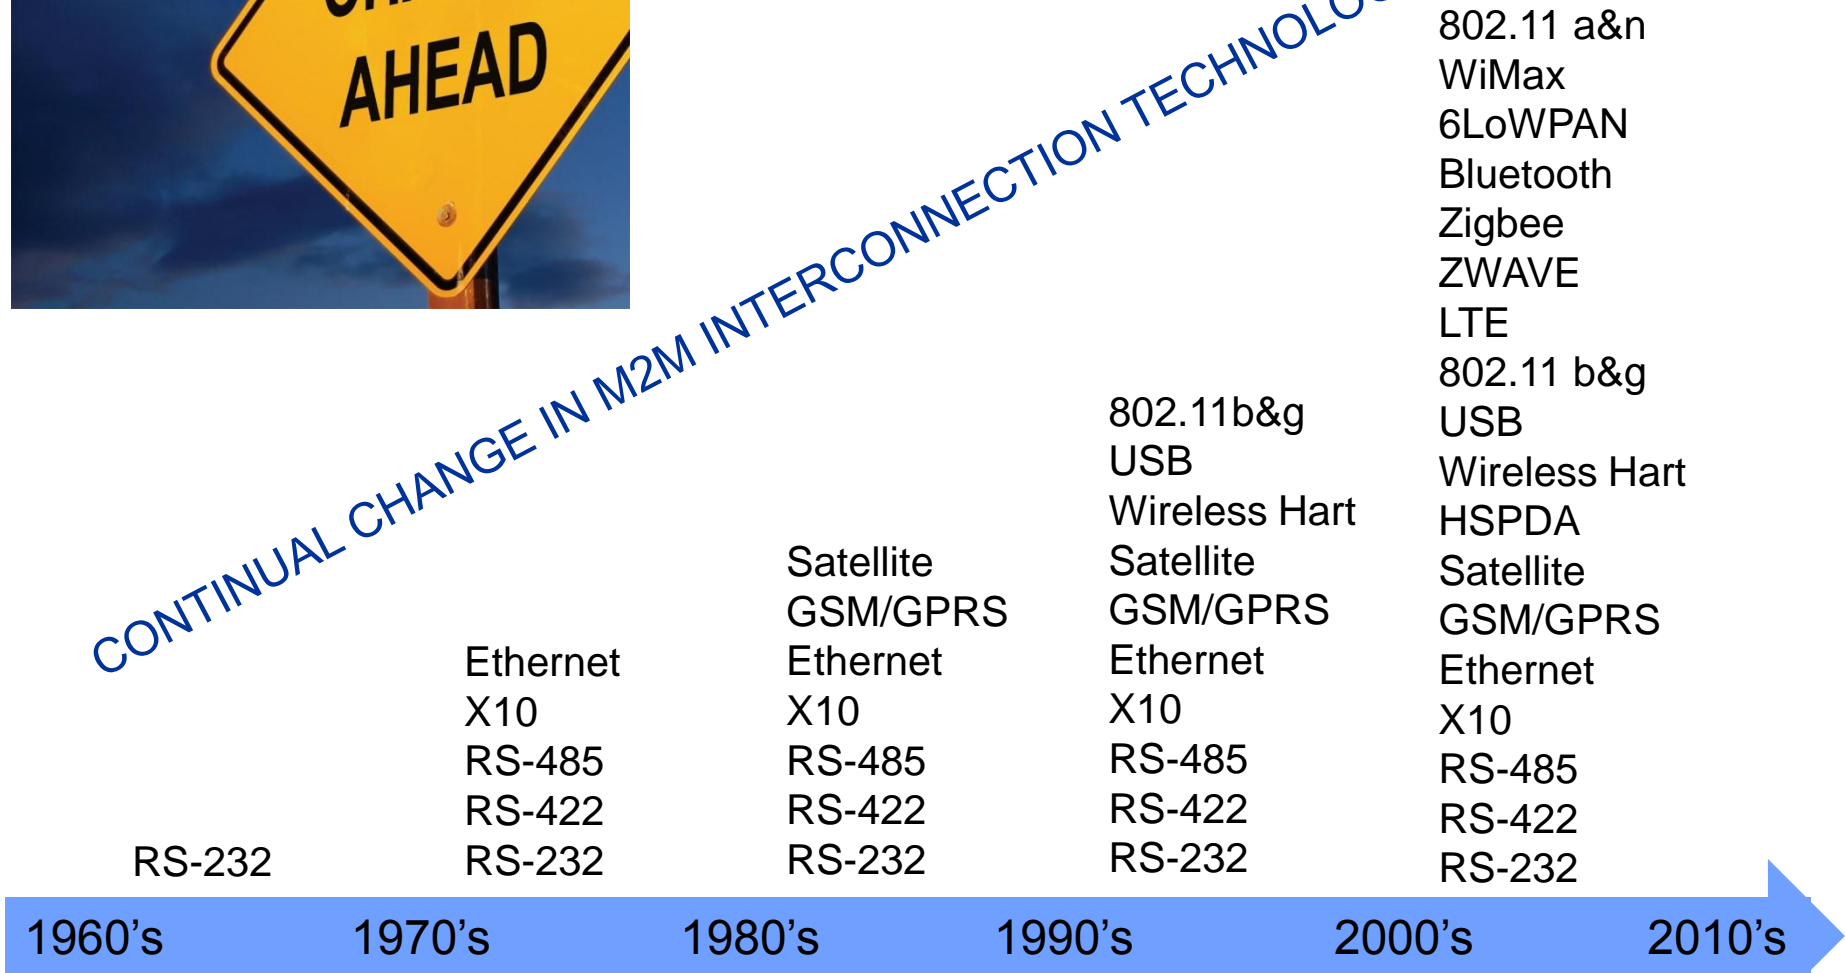 AHEAD
CONTINUAL CHANGE IN M2M INTERCONNECTION
RS-232
Ethernet
X10
RS-485
RS-422
RS-232
Satellite
GSM/GPRS
Ethernet
X10
RS-485
RS-422
RS-232
802.11b&g
USB
Wireless Hart
Satellite
GSM/GPRS
Ethernet
X10
RS-485
RS-422
RS-232
802.11 a&n
WiMax
6LoWPAN
Bluetooth
Zigbee
ZWAVE
LTE
802.11 b&g
USB
Wireless Hart
HSPDA
Satellite
GSM/GPRS
Ethernet
X10
RS-485
RS-422
RS-232
1960's 1970's 1980's 1990's 2000's 2010's